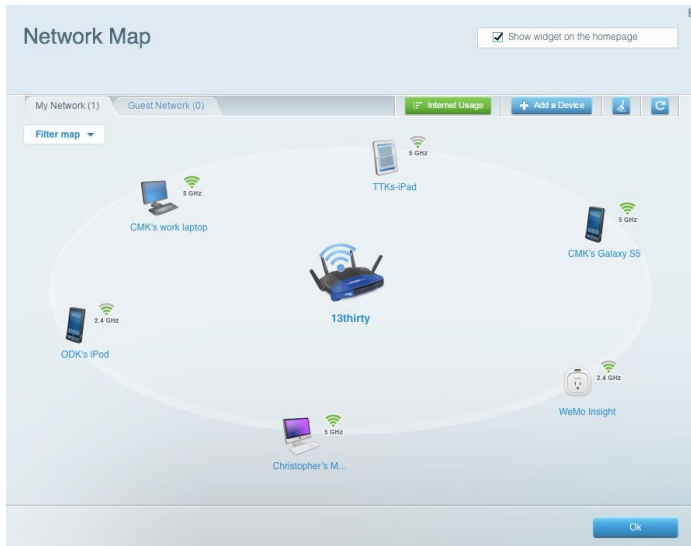 Network Map
Show widget on the homepage
My Network (1)
Guest Network (0)
Internet Usage
Add a Device
Filter map
5 GHz
TTKs-iPad
5 GHz
CMK's work laptop
5 GHz
CMK's Galaxy S5
13thirty
2.4 GHz
ODK's iPod
2.4 GHz
WeMo Insight
5 GHz
Christopher's M...
Ok